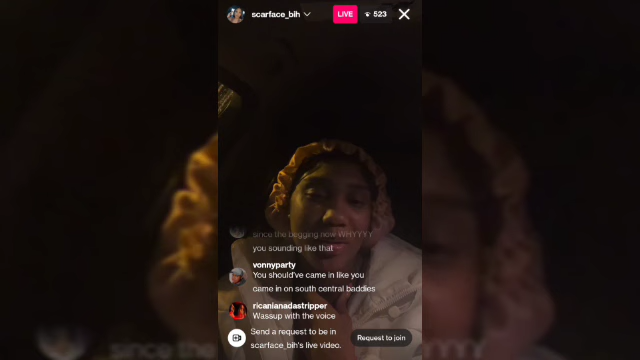 scarface_bih
LIVE
523
since the begging now WHYYYY
you sounding like that
vonnyparty
You should've came in like you
came in on south central baddies
ricanianadastripper
Wassup with the voice
Send a request to be in
scarface_bih's live video.
Request to join